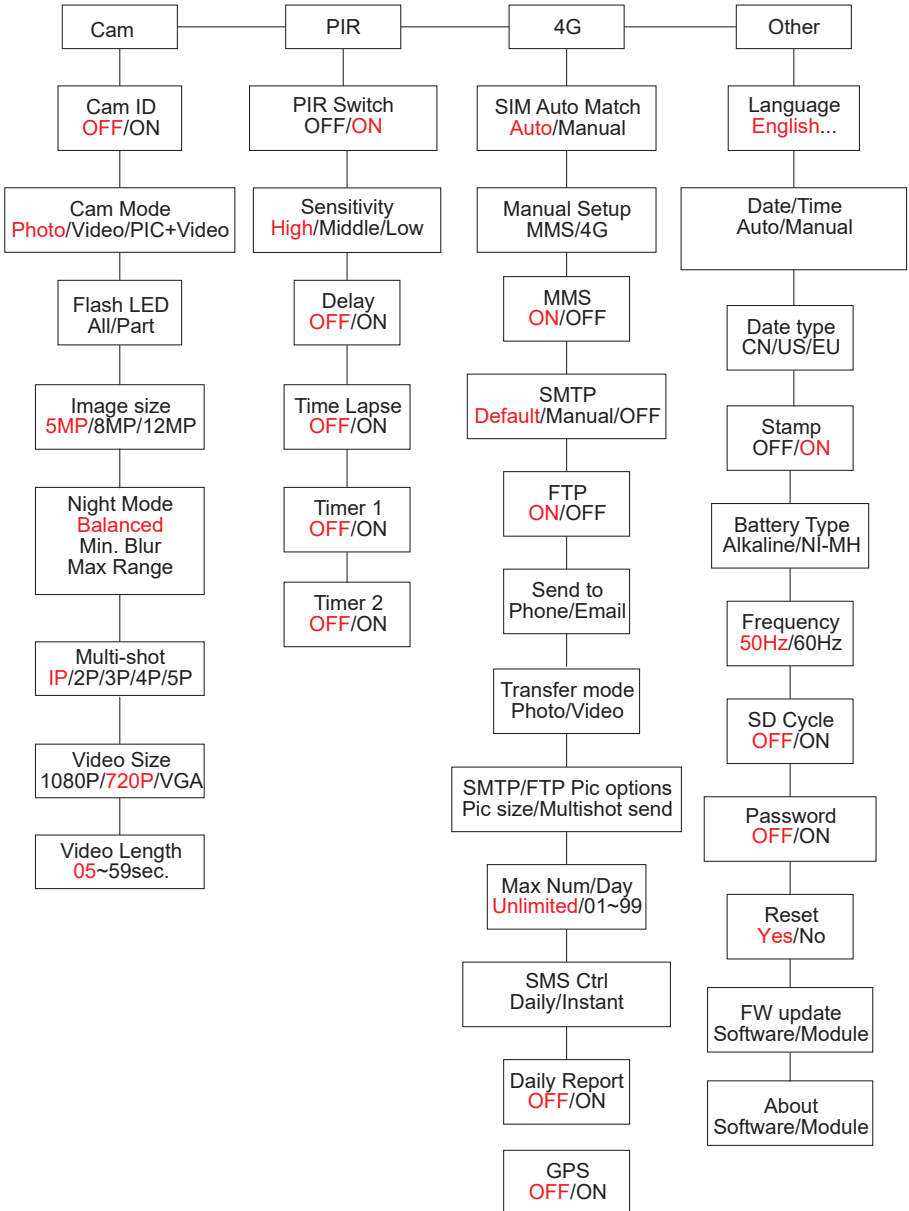 Cam
PIR
4G
Other
Cam ID
OFF/ON
Cam Mode
Photo/Video/PIC+Video
Flash LED
All/Part
Image size
5MP/8MP/12MP
Night Mode
Balanced
Min. Blur
Max Range
Multi-shot
IP/2P/3P/4P/5P
Video Size
1080P/720P/VGA
Video Length
05~59sec.
PIR Switch
OFF/ON
Sensitivity
High/Middle/Low
Delay
OFF/ON
Time Lapse
OFF/ON
Timer 1
OFF/ON
Timer 2
OFF/ON
SIM Auto Match
Auto/Manual
Manual Setup
MMS/4G
MMS
ON/OFF
SMTP
Default/Manual/OFF
FTP
ON/OFF
Send to
Phone/Email
Transfer mode
Photo/Video
SMTP/FTP Pic options
Pic size/Multishot send
Max Num/Day
Unlimited/01~99
SMS Ctrl
Daily/Instant
Daily Report
OFF/ON
GPS
OFF/ON
Language
English...
Date/Time
Auto/Manual
Date type
CN/US/EU
Stamp
OFF/ON
Battery Type
Alkaline/NI-MH
Frequency
50Hz/60Hz
SD Cycle
OFF/ON
Password
OFF/ON
Reset
Yes/No
FW update
Software/Module
About
Software/Module